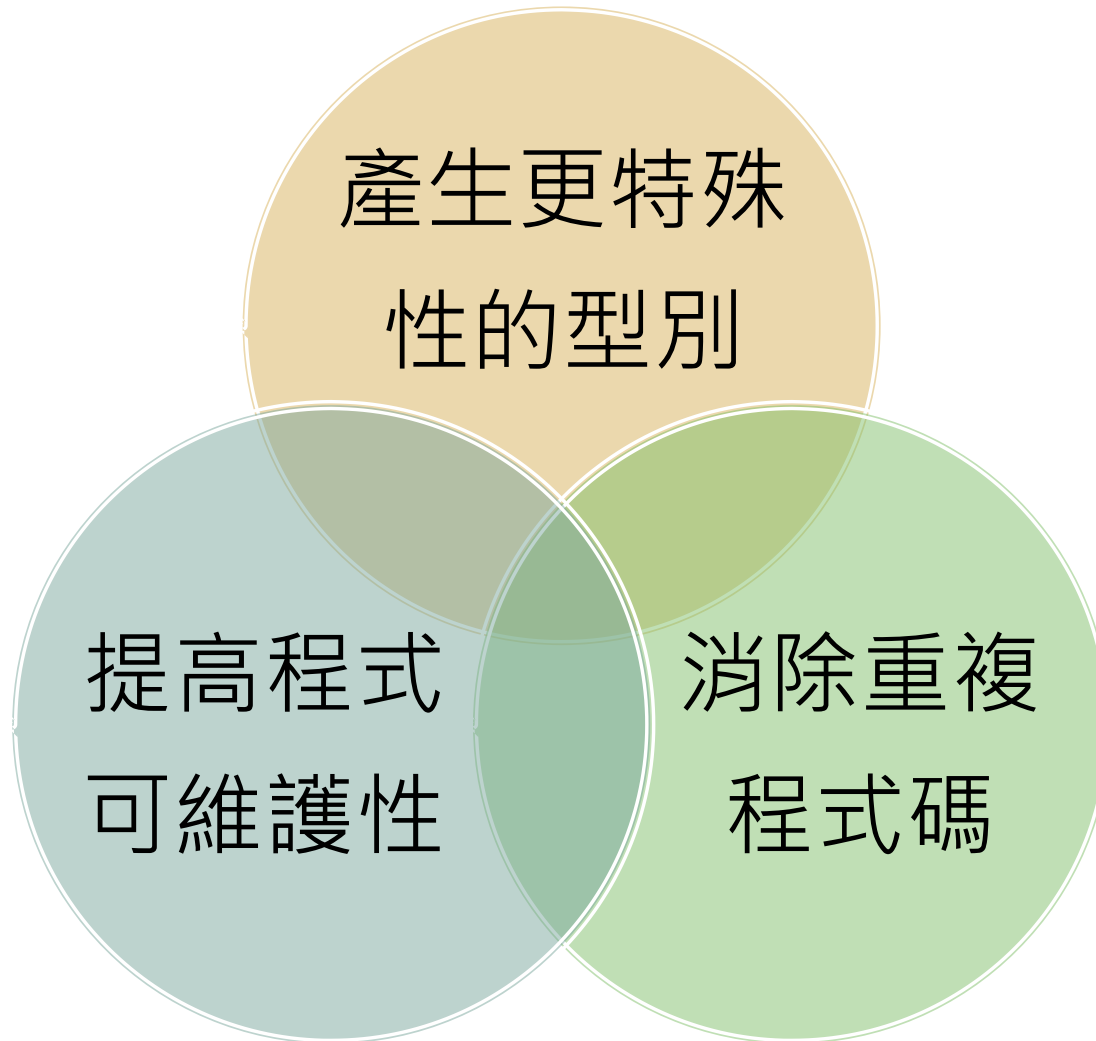 產生更特殊
性的型別
提高程式
可維護性
消除重複
程式碼